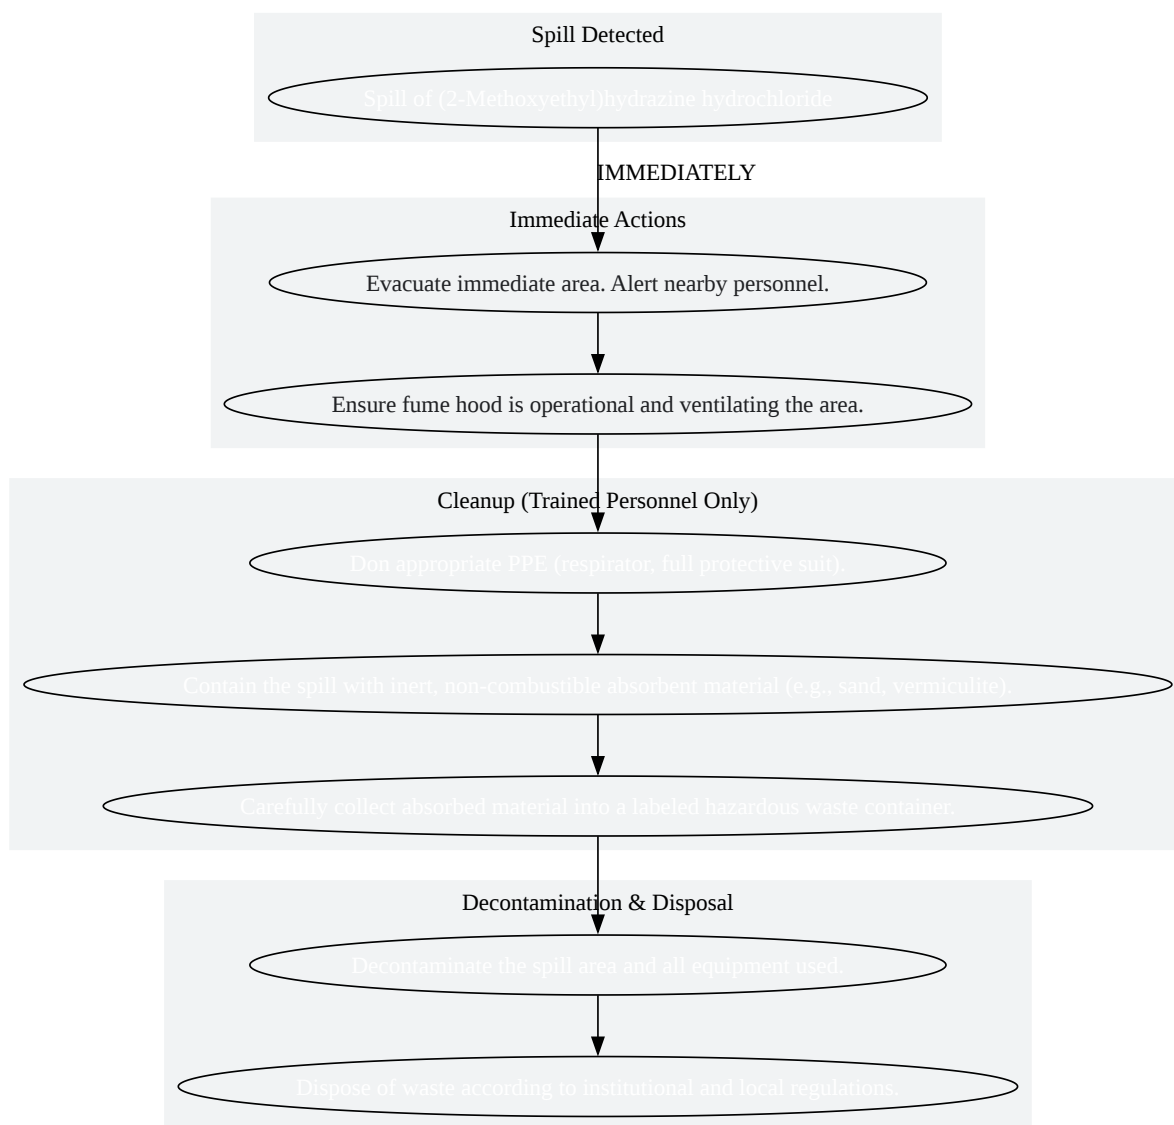 Spill Detected
Spill of (2-Methoxyethyl)hydrazine hydrochloride
IMMEDIATELY
Immediate Actions
Evacuate immediate area. Alert nearby personnel.
Ensure fume hood is operational and ventilating the area.
Cleanup (Trained Personnel Only)
Don appropriate PPE (respirator, full protective suit).
Contain the spill with inert, non-combustible absorbent material (e.g., sand, vermiculite).
Carefully collect absorbed material into a labeled hazardous waste container.
Decontamination & Disposal
Decontaminate the spill area and all equipment used.
Dispose of waste according to institutional and local regulations.